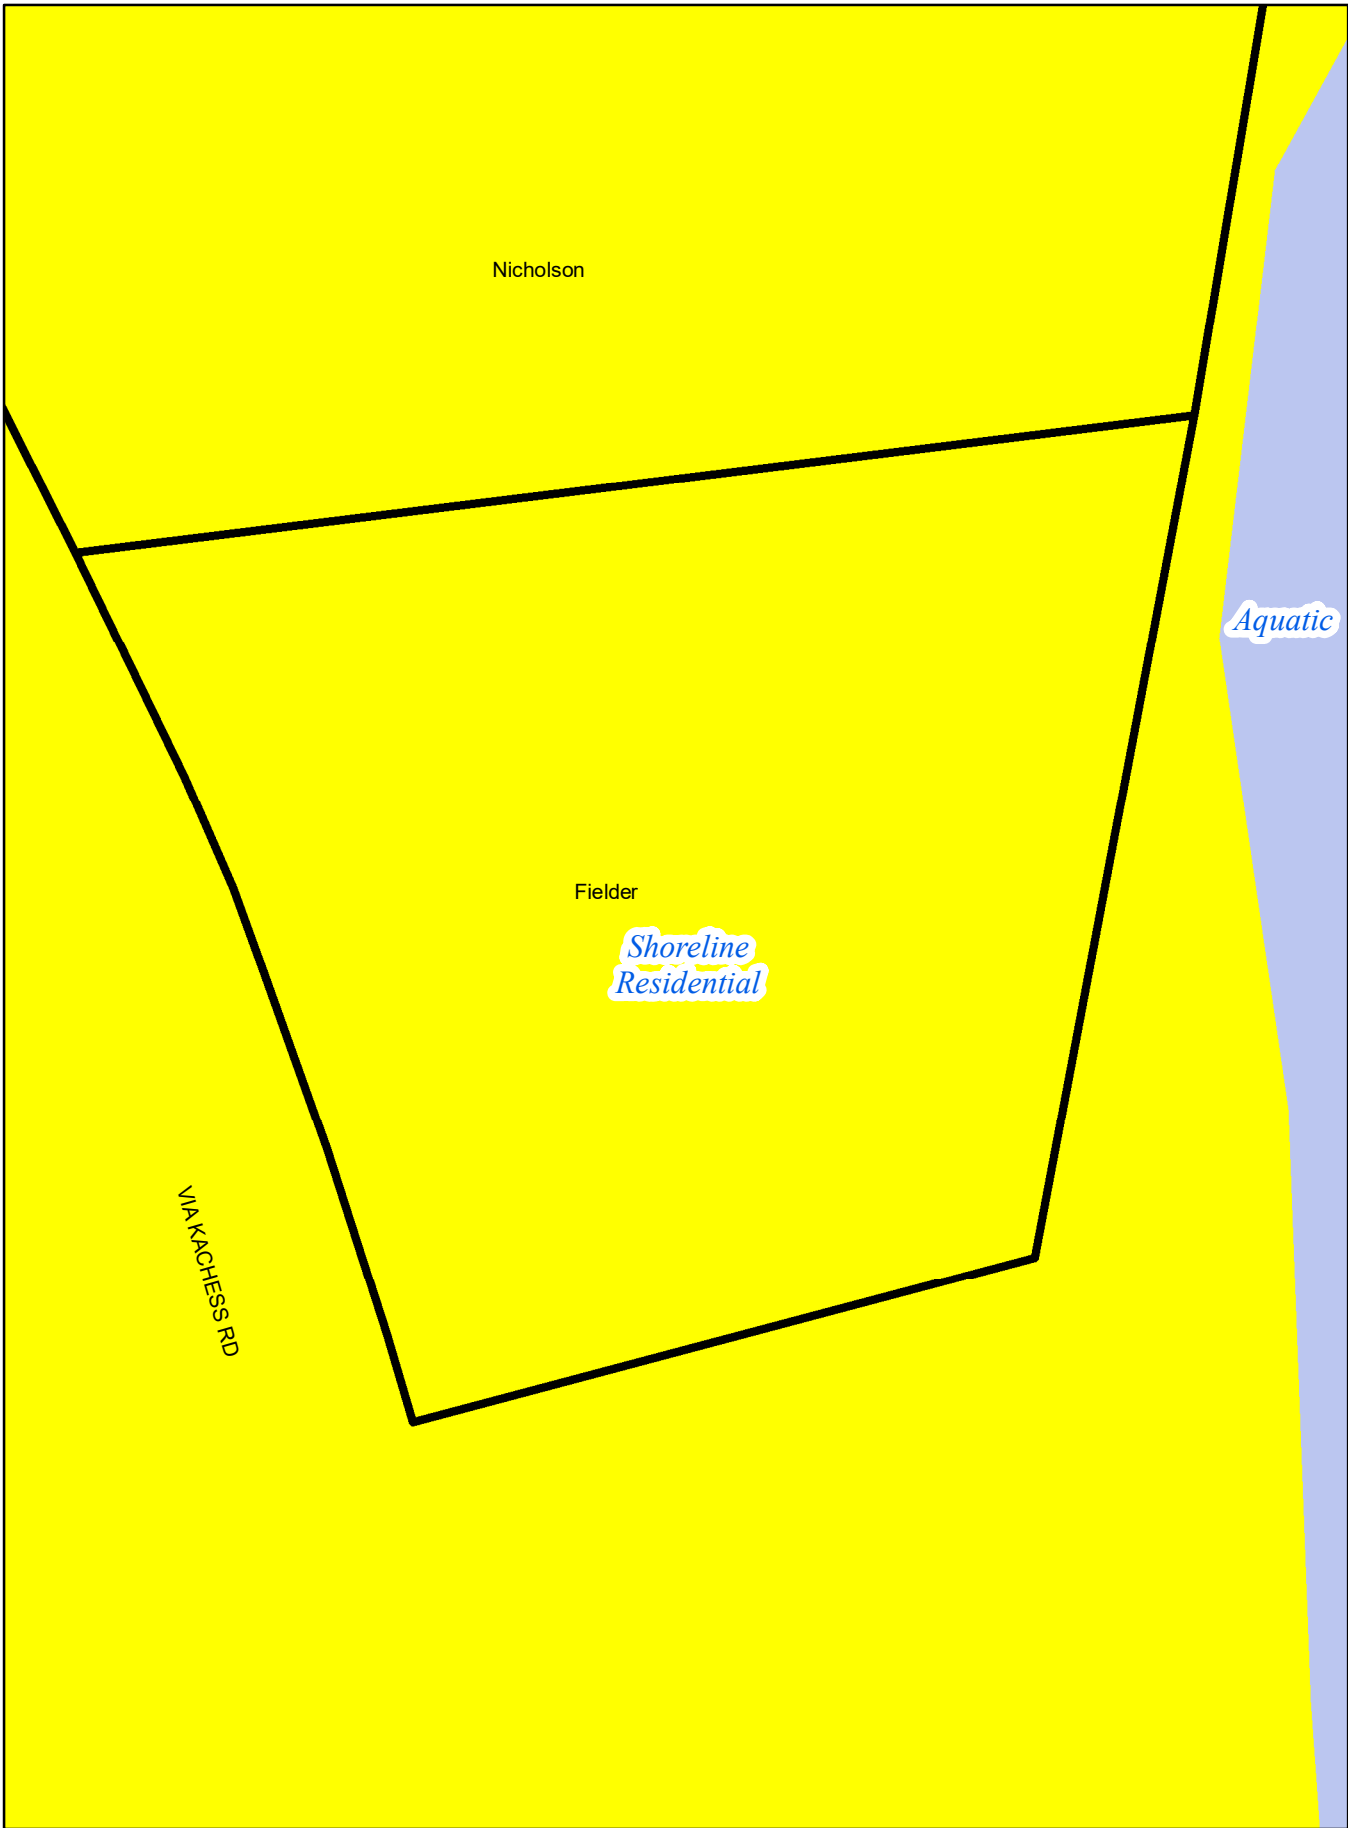 Nicholson
Aquatic
Fielder
Shoreline
Residential
VIA KACHESS RD